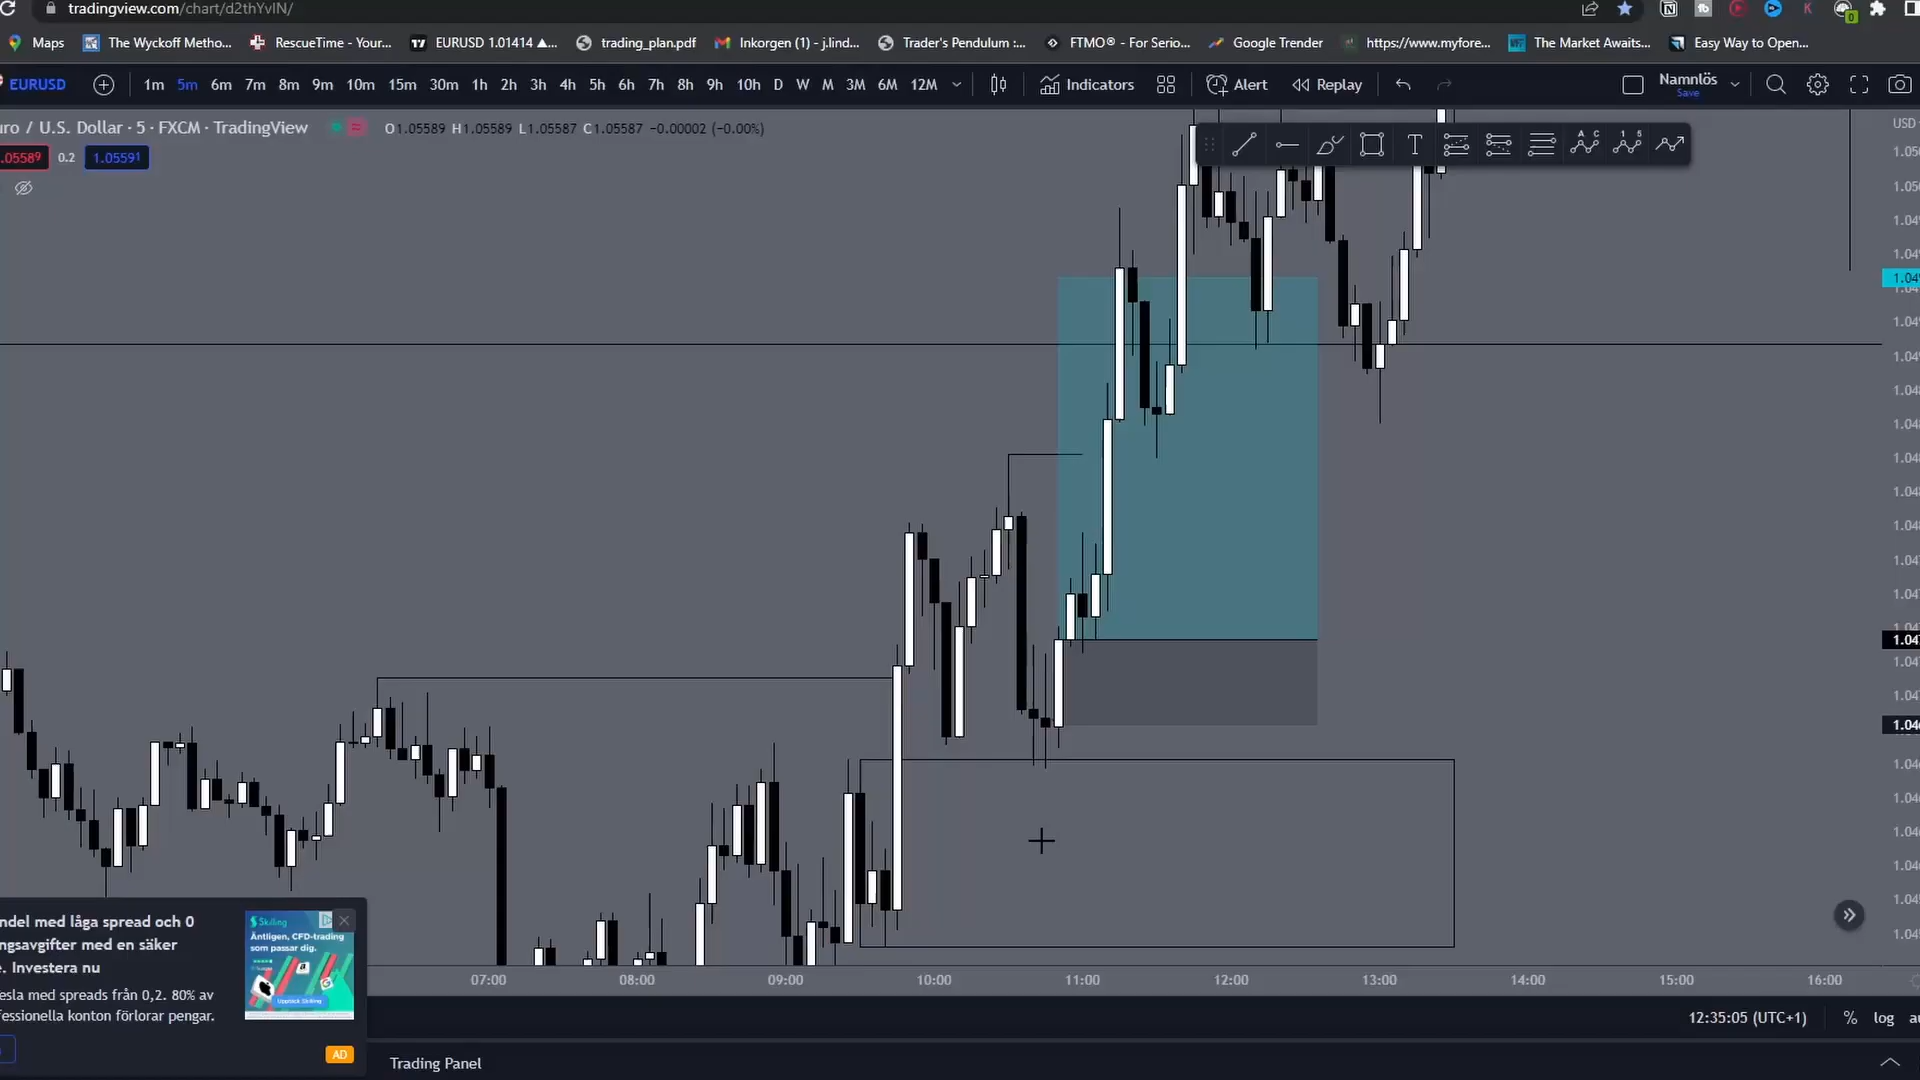 tradingview.com/chart/d2thYvIN/
Maps The Wyckoff Metho... RescueTime - Your... EURUSD 1.01414 ▲... trading_plan.pdf Inkorgen (1) - j.lind... Trader's Pendulum :... FTMO® - For Serio... Google Trender https://www.myfore... The Market Awaits... Easy Way to Open...
EURUSD 1m 5m 6m 7m 8m 9m 10m 15m 30m 1h 2h 3h 4h 5h 6h 7h 8h 9h 10h D W M 3M 6M 12M Indicators Alert Replay Namnlös
Save
uro / U.S. Dollar · 5 · FXCM · TradingView O1.05589 H1.05589 L1.05587 C1.05587 −0.00002 (−0.00%)
USD
.05589 0.2 1.05591
ndel med låga spread och 0
ngsavgifter med en säker
e. Investera nu
esla med spreads från 0,2. 80% av
fessionella konton förlorar pengar.
Skilling
Äntligen, CFD-trading
som passar dig.
Upptäck Skilling
AD
07:00 08:00 09:00 10:00 11:00 12:00 13:00 14:00 15:00 16:00
12:35:05 (UTC+1) % log au
Trading Panel